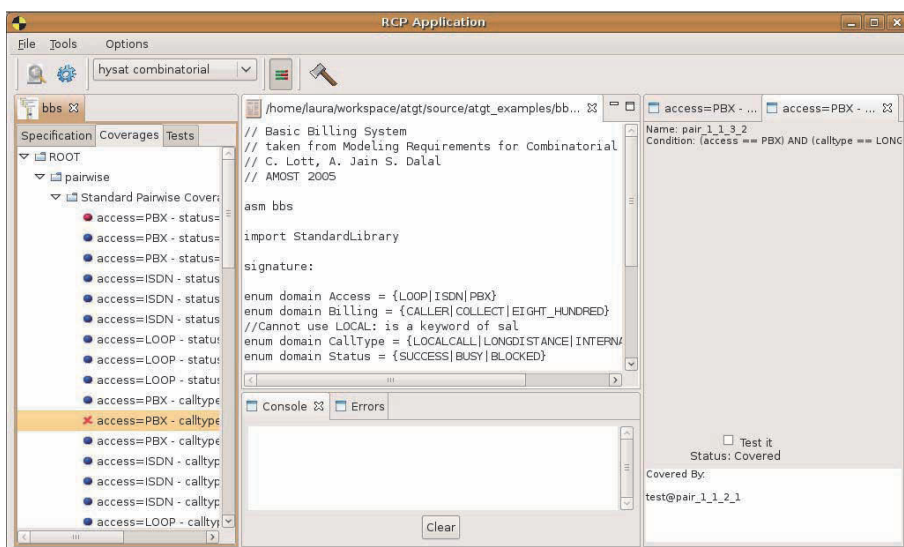 RCP Application
File Tools Options
hysat combinatorial
bbs
Specification Coverages Tests
ROOT
pairwise
Standard Pairwise Covera
access=PBX - status=
access=PBX - status=
access=PBX - status=
access=ISDN - status
access=ISDN - status
access=ISDN - status
access=LOOP - status
access=LOOP - status
access=LOOP - status
access=PBX - calltype
access=PBX - calltype
access=PBX - calltype
access=ISDN - calltyp
access=ISDN - calltyp
access=ISDN - calltyp
access=LOOP - calltyp
/home/laura/workspace/atgt/source/atgt_examples/bb...
// Basic Billing System
// taken from Modeling Requirements for Combinatorial
// C. Lott, A. Jain S. Dalal
// AMOST 2005
asm bbs
import StandardLibrary
signature:
enum domain Access = {LOOP|ISDN|PBX}
enum domain Billing = {CALLER|COLLECT|EIGHT_HUNDRED}
//Cannot use LOCAL: is a keyword of sal
enum domain CallType = {LOCALCALL|LONGDISTANCE|INTERNA
enum domain Status = {SUCCESS|BUSY|BLOCKED}
Console Errors
Clear
access=PBX - ... access=PBX - ...
Name: pair_1_1_3_2
Condition: (access == PBX) AND (calltype == LONG
Test it
Status: Covered
Covered By:
test@pair_1_1_2_1